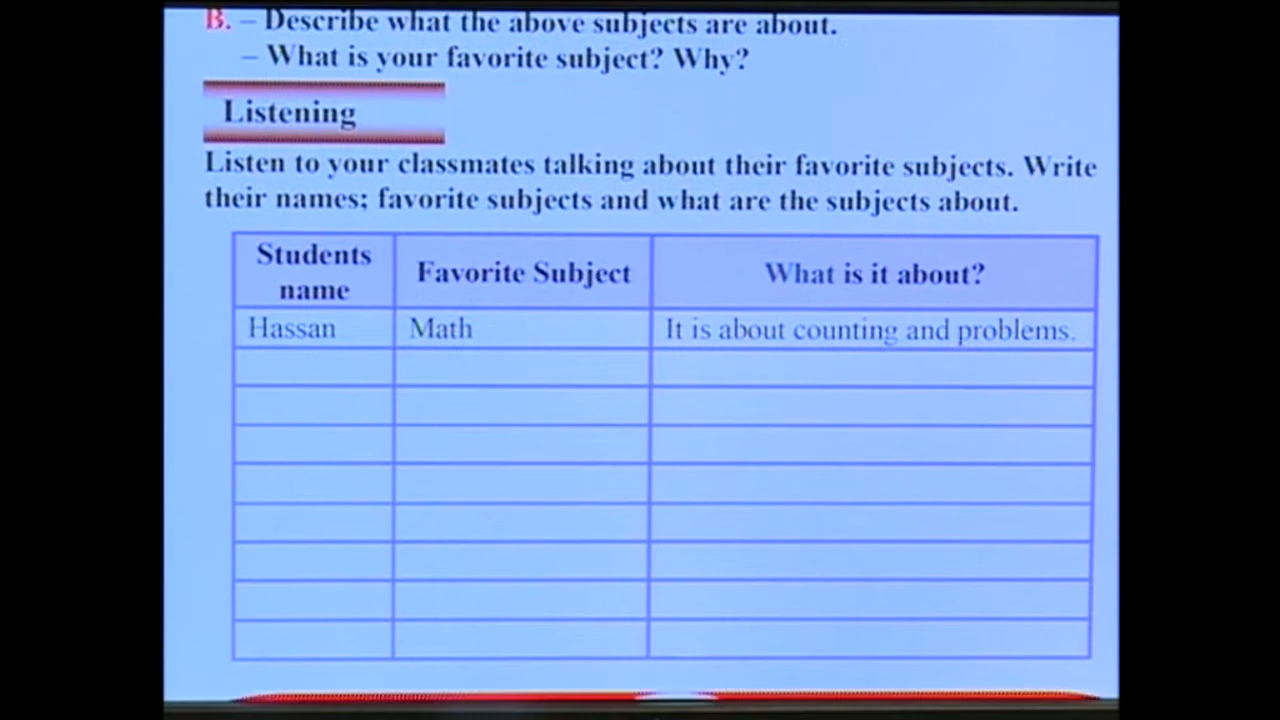 B. – Describe what the above subjects are about.
– What is your favorite subject? Why?
Listening
Listen to your classmates talking about their favorite subjects. Write
their names; favorite subjects and what are the subjects about.
Students
name
Favorite Subject
What is it about?
Hassan
Math
It is about counting and problems.